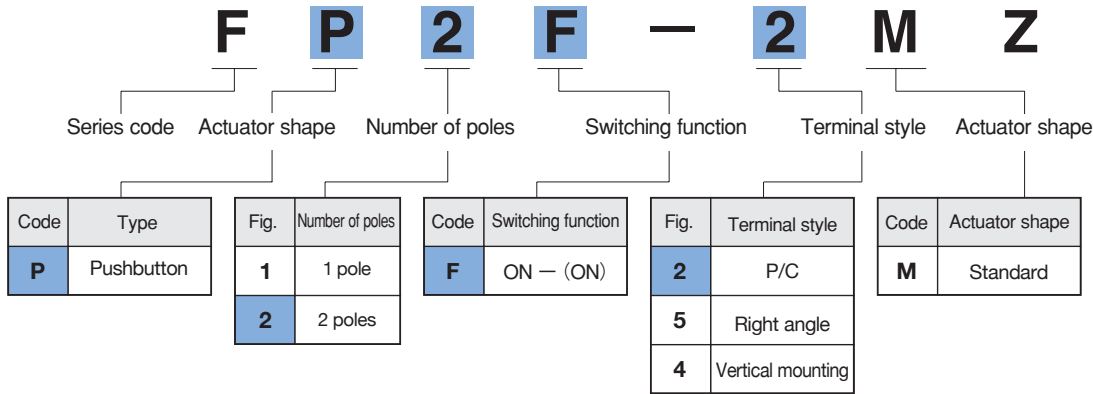 F P 2 F — 2 M Z
Series code Actuator shape Number of poles Switching function Terminal style Actuator shape
Code Type
P Pushbutton
Fig. Number of poles
1 1 pole
2 2 poles
Code Switching function
F ON — (ON)
Fig. Terminal style
2 P/C
5 Right angle
4 Vertical mounting
Code Actuator shape
M Standard